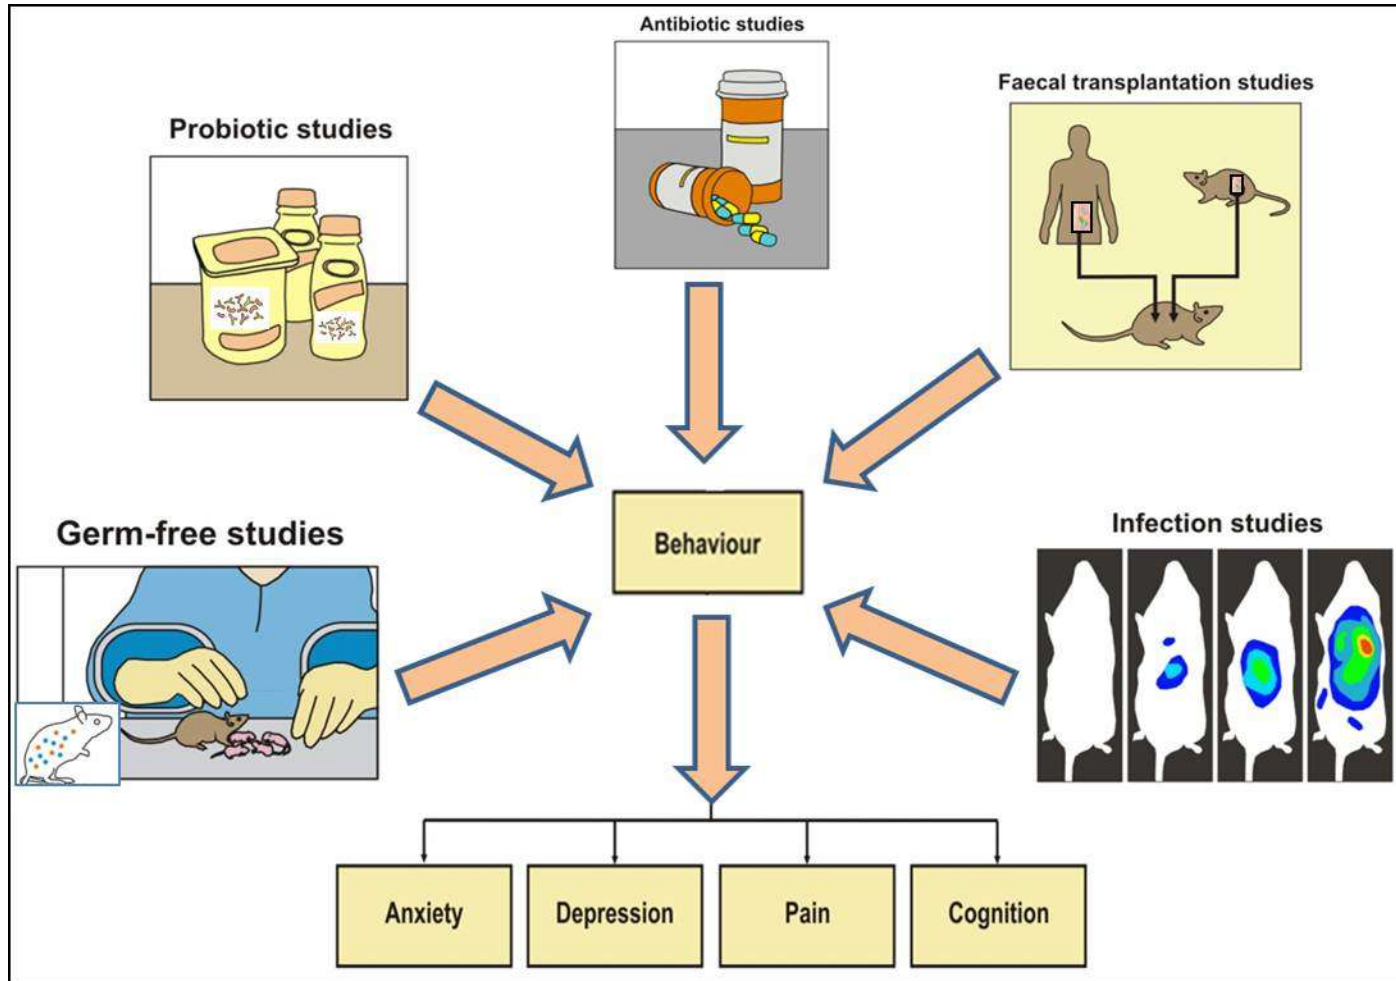 Antibiotic studies
Faecal transplantation studies
Probiotic studies
Germ-free studies
Behaviour
Infection studies
Anxiety
Depression
Pain
Cognition